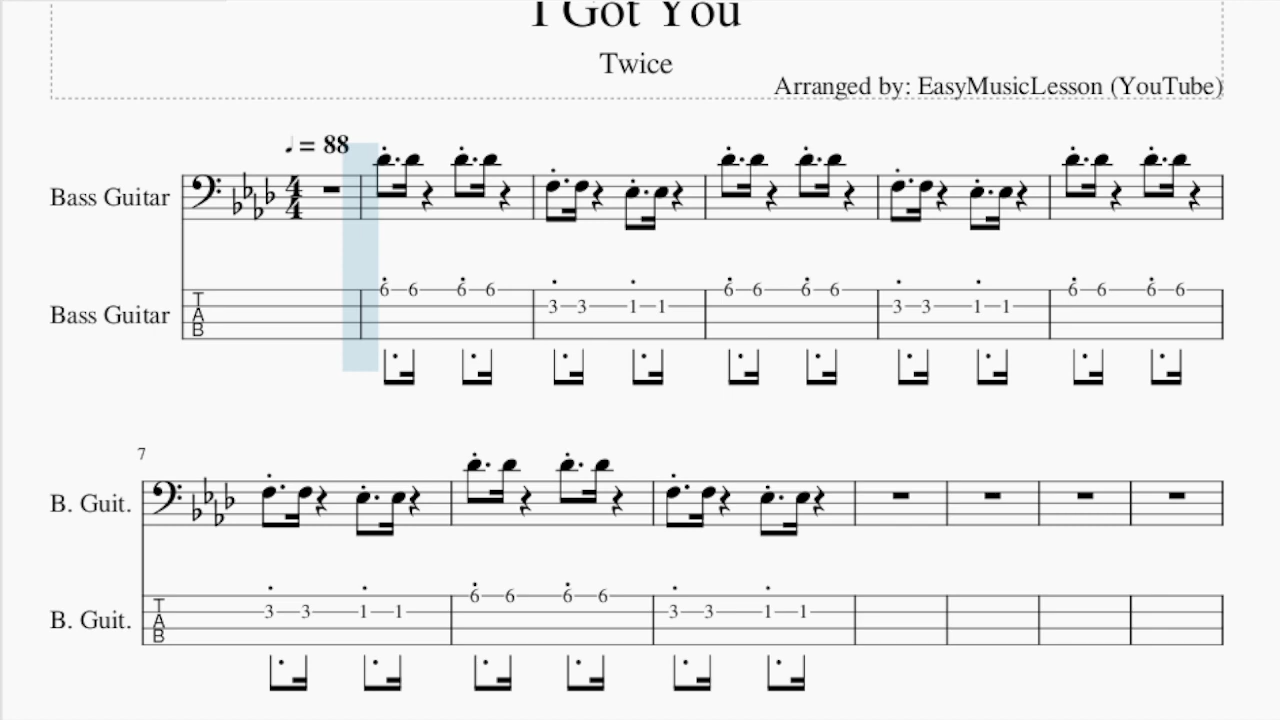 I Got You
Twice
Arranged by: EasyMusicLesson (YouTube)
♩ = 88
Bass Guitar
4
4
Bass Guitar
T
A
B
6 6 6 6 3 3 1 1 6 6 6 6 3 3 1 1 6 6 6 6
7
B. Guit.
B. Guit.
T
A
B
3 3 1 1 6 6 6 6 3 3 1 1